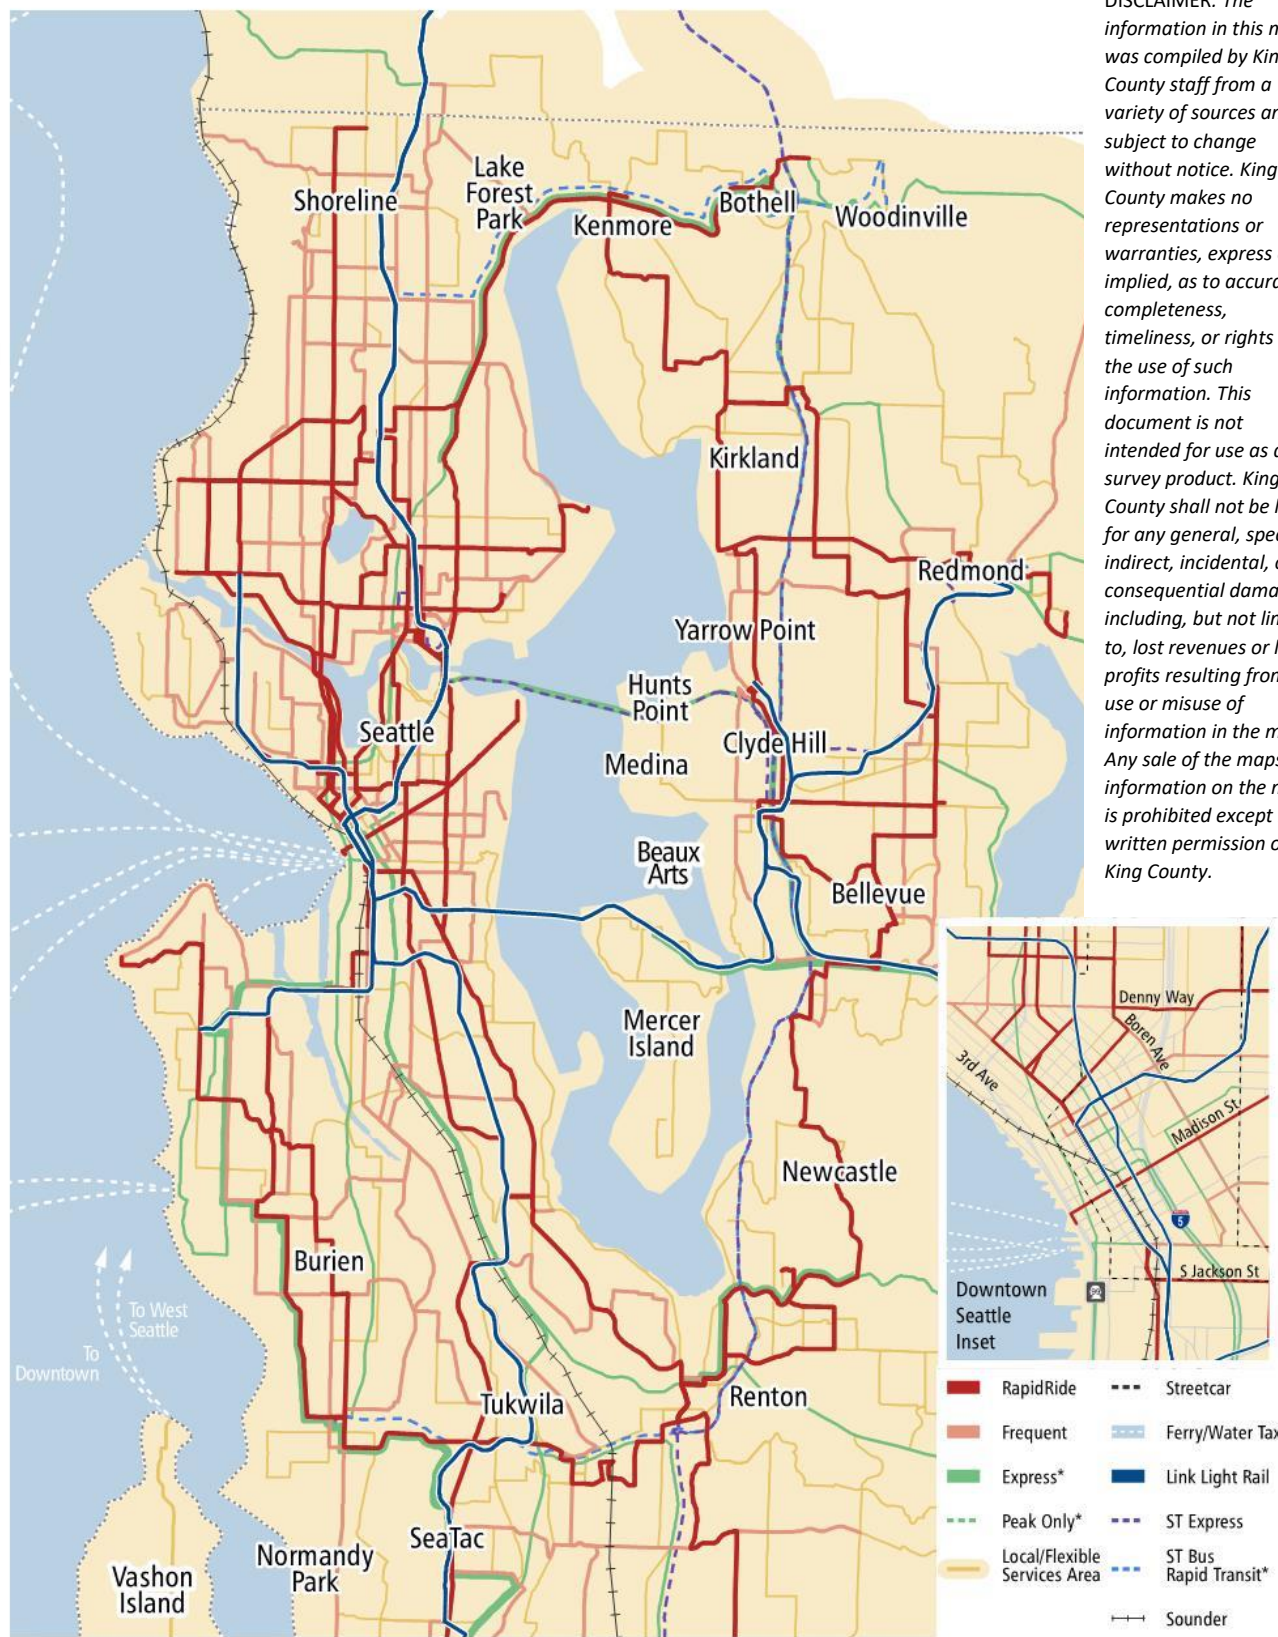 DISCLAIMER: The
information in this
was compiled by
County staff from a
variety of sources
subject to change
without notice. King
County makes no
representations or
warranties, express
implied, as to
completeness,
timeliness, or rights
the use of such
information. This
document is not
intended for use as
survey product. King
County shall not be
for any general,
indirect, incidental,
consequential
including, but not
to, lost revenues or
profits resulting from
use or misuse of
information in the
Any sale of the maps
information on the
is prohibited except
written permission
King County.
Shoreline
Lake
Forest
Park
Kenmore
Bothell
Woodinville
Kirkland
Redmond
Yarrow Point
Hunts
Point
Seattle
Clyde Hill
Medina
Beaux
Arts
Bellevue
Mercer
Island
Newcastle
Burien
To West
Seattle
To
Downtown
Tukwila
Renton
SeaTac
Normandy
Park
Vashon
Island
Denny Way
Boren Ave
3rd Ave
Madison St
5
S Jackson St
Downtown
Seattle
Inset
RapidRide
Frequent
Express*
Peak Only*
Local/Flexible
Services Area
Streetcar
Ferry/Water
Link Light Rail
ST Express
ST Bus
Rapid Transit*
Sounder